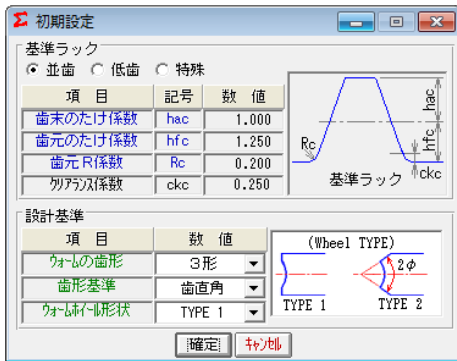 Σ 初期設定
基準ラック
並歯 低歯 特殊
項 目 記号 数 値
歯末のたけ係数 hac 1.000
歯元のたけ係数 hfc 1.250
歯元R係数 Rc 0.200
クリアランス係数 ckc 0.250
hac
hfc
Rc
ckc
基準ラック
設計基準
項 目 数 値
ウォームの歯形 3形
歯形基準 歯直角
ウォームホイール形状 TYPE 1
(Wheel TYPE)
2φ
TYPE 1 TYPE 2
確定 キャンセル